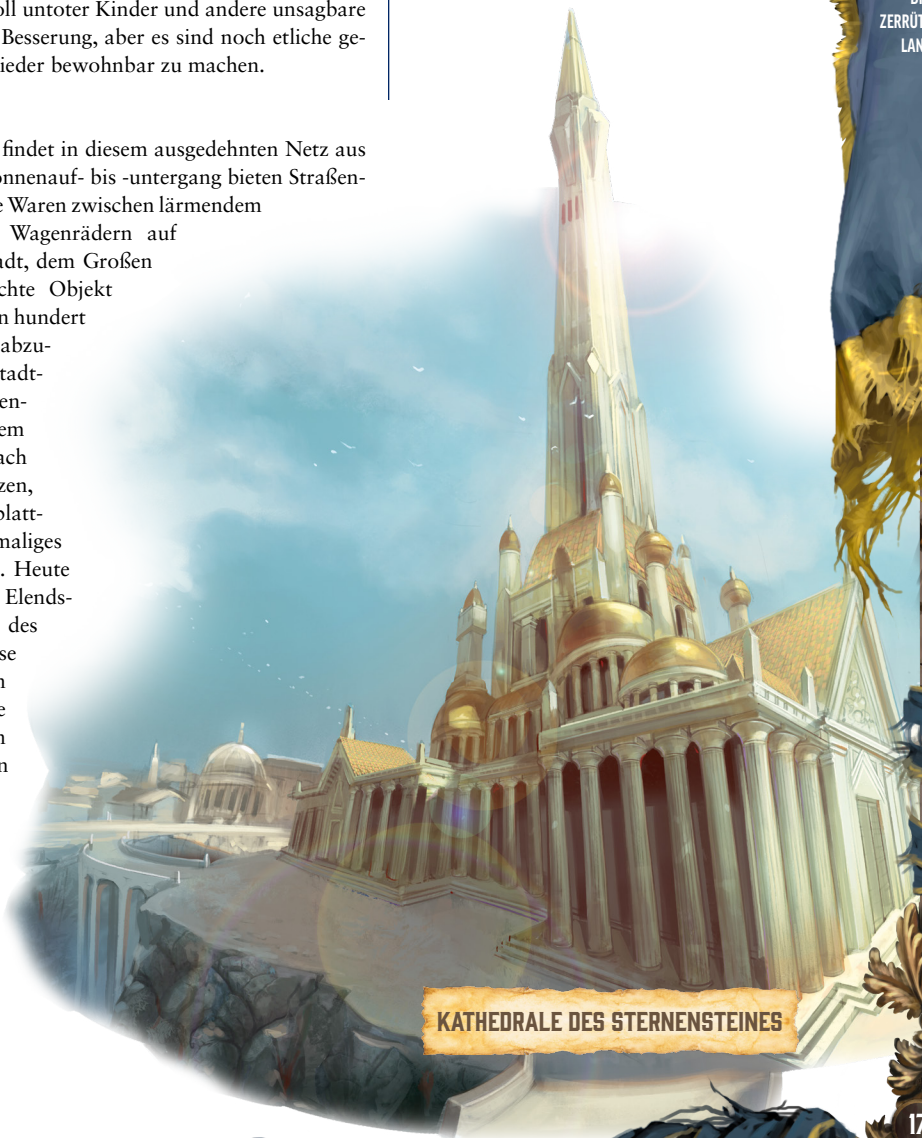 oll untoter Kinder und andere unsagbare
Besserung, aber es sind noch etliche ge-
ieder bewohnbar zu machen.
findet in diesem ausgedehnten Netz aus
onnenauf- bis -untergang bieten Straßen-
e Waren zwischen lärmendem
Wagenrädern auf
adt, dem Großen
chte Objekt
n hundert
abzu-
tadt-
en-
em
ach
zen,
platt-
maliges
. Heute
Elends-
des
se
n
e
n
n
ZERRÜT
LAN
KATHEDRALE DES STERNENSTEINES
17